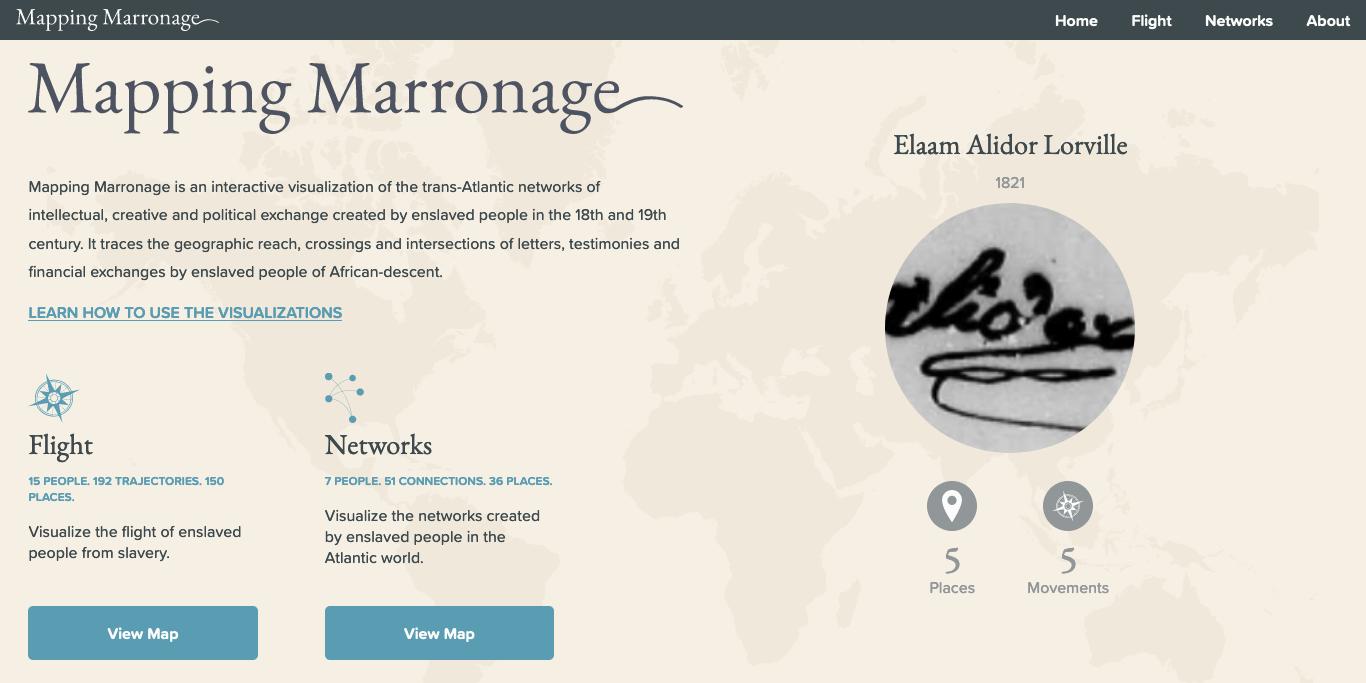 Mapping Marronage
Home Flight Networks About
Mapping Marronage
Mapping Marronage is an interactive visualization of the trans-Atlantic networks of
intellectual, creative and political exchange created by enslaved people in the 18th and 19th
century. It traces the geographic reach, crossings and intersections of letters, testimonies and
financial exchanges by enslaved people of African-descent.
LEARN HOW TO USE THE VISUALIZATIONS
Flight
15 PEOPLE. 192 TRAJECTORIES. 150
PLACES.
Visualize the flight of enslaved
people from slavery.
View Map
Networks
7 PEOPLE. 51 CONNECTIONS. 36 PLACES.
Visualize the networks created
by enslaved people in the
Atlantic world.
View Map
Elaam Alidor Lorville
1821
5
Places
5
Movements